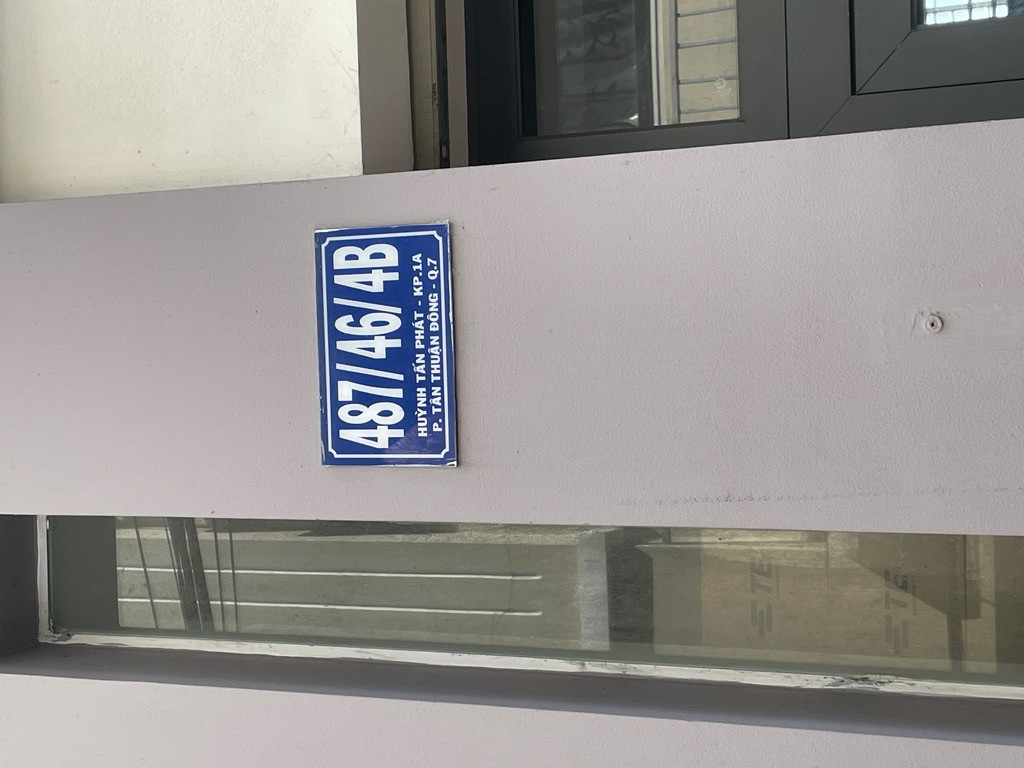 487/46/4B
HUỲNH TẤN PHÁT - KP.1A
P. TÂN THUẬN ĐÔNG - Q.7